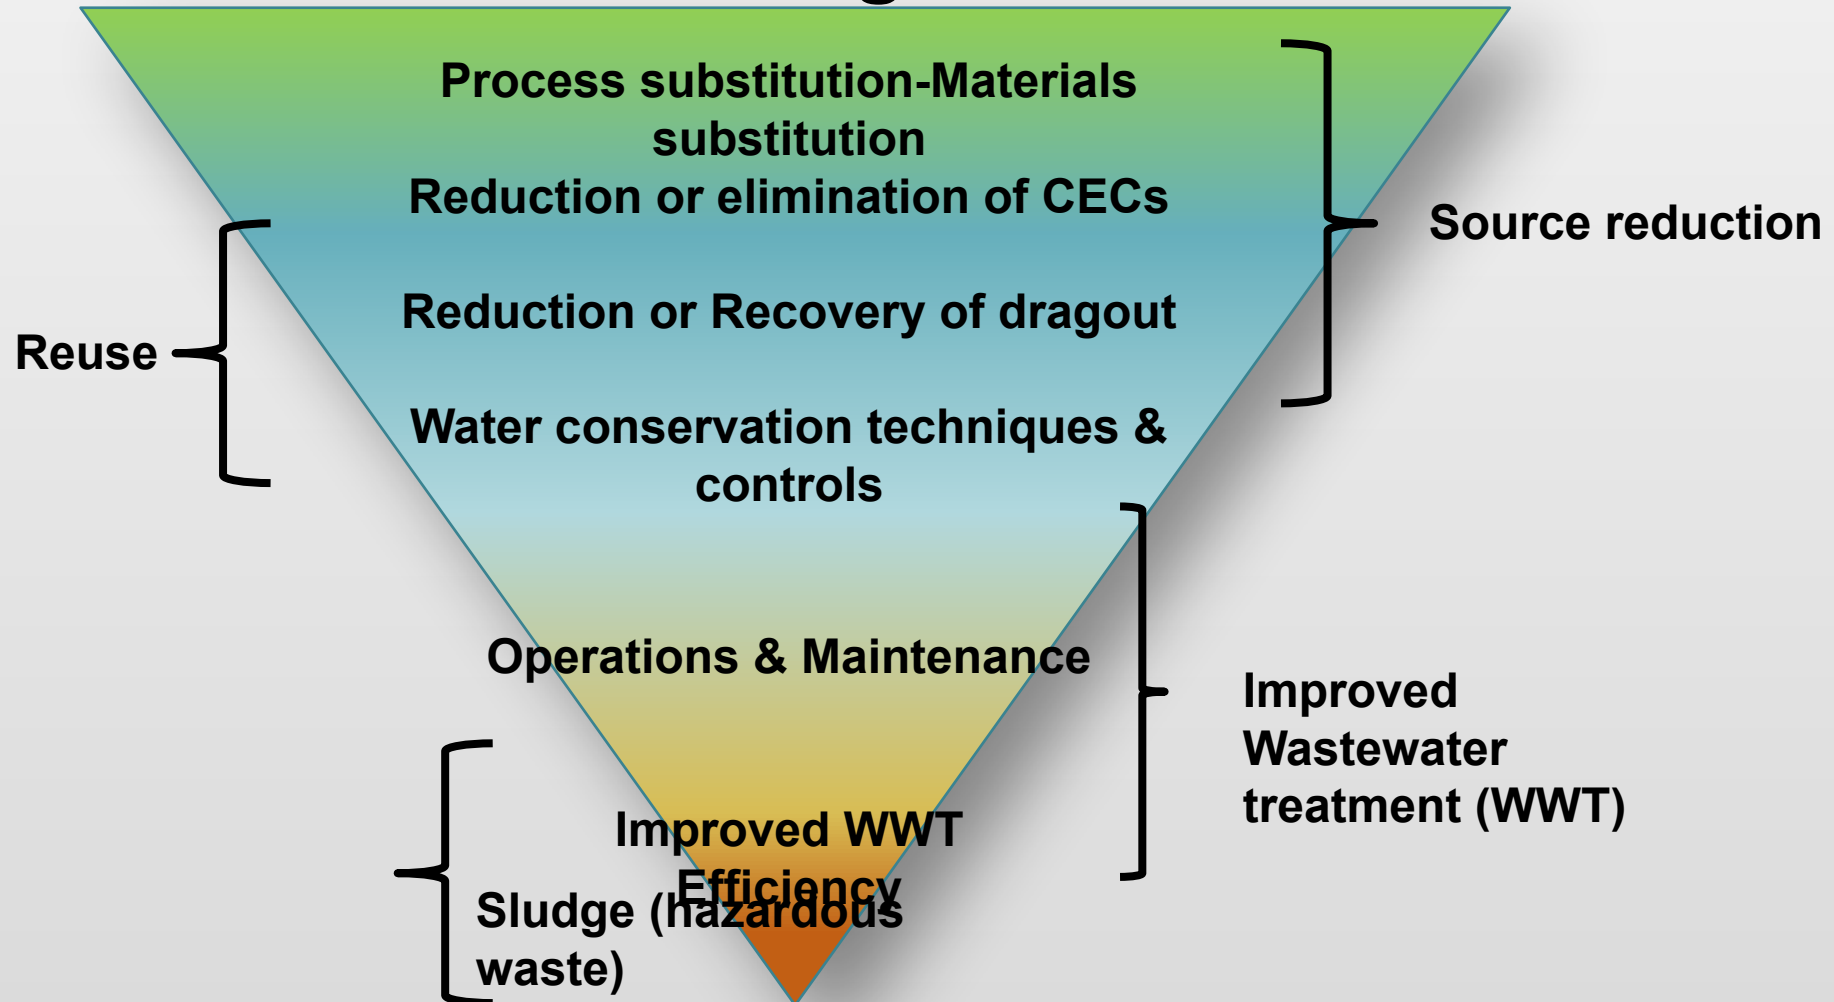 Process substitution-Materials
substitution
Reduction or elimination of CECs
Source reduction
Reduction or Recovery of dragout
Reuse
Water conservation techniques &
controls
Operations & Maintenance
Improved
Wastewater
treatment (WWT)
Improved WWT
Efficiency
Sludge (hazardous
waste)